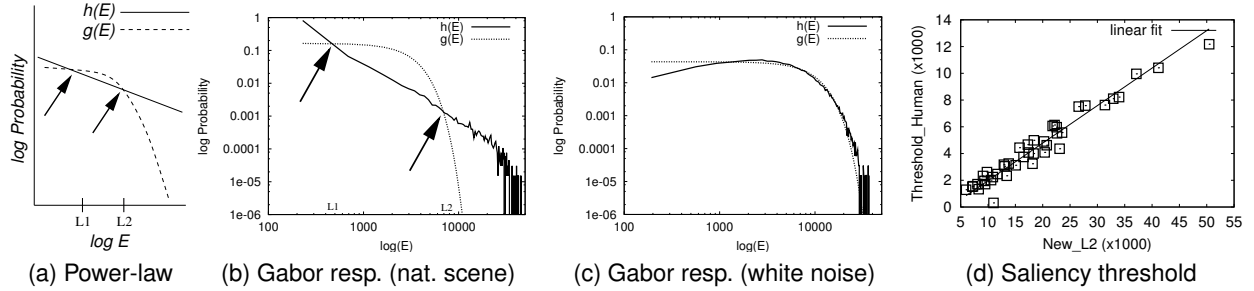 h(E)
g(E)
log Probability
L1 L2
log E
(a) Power-law
h(E)
g(E)
1
0.1
0.01
0.001
0.0001
1e-05
1e-06
log Probability
L1 L2
100 1000 10000
log(E)
(b) Gabor resp. (nat. scene)
h(E)
g(E)
1
0.1
0.01
0.001
0.0001
1e-05
1e-06
log Probability
100 1000 10000
log(E)
(c) Gabor resp. (white noise)
linear fit
14
12
10
8
6
4
2
0
Threshold_Human (x1000)
5 10 15 20 25 30 35 40 45 50 55
New_L2 (x1000)
(d) Saliency threshold